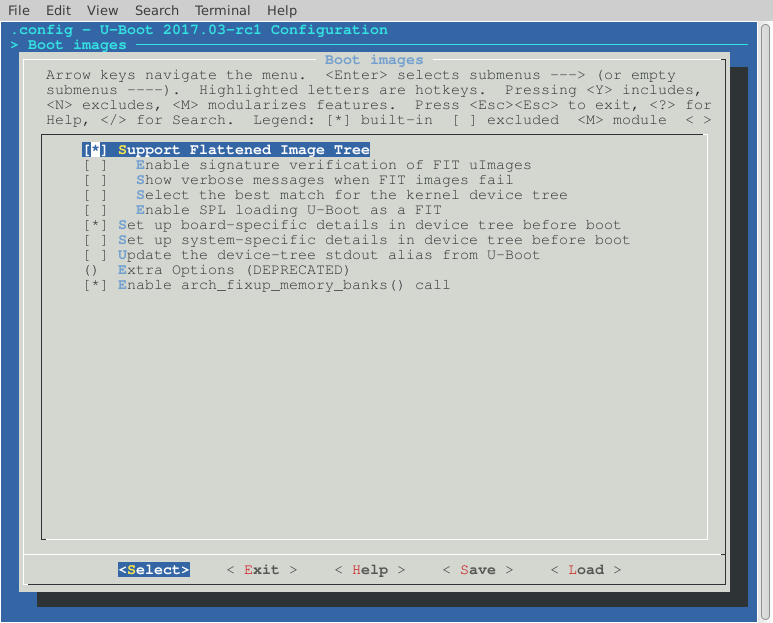 File Edit View Search Terminal Help
.config - U-Boot 2017.03-rc1 Configuration
> Boot images
Boot images
Arrow keys navigate the menu.  <Enter> selects submenus ---> (or empty
submenus ----).  Highlighted letters are hotkeys.  Pressing <Y> includes,
<N> excludes, <M> modularizes features.  Press <Esc><Esc> to exit, <?> for
Help, </> for Search.  Legend: [*] built-in  [ ] excluded  <M> module  < >
[*] Support Flattened Image Tree
[ ]   Enable signature verification of FIT uImages
[ ]   Show verbose messages when FIT images fail
[ ]   Select the best match for the kernel device tree
[ ]   Enable SPL loading U-Boot as a FIT
[*] Set up board-specific details in device tree before boot
[ ] Set up system-specific details in device tree before boot
[ ] Update the device-tree stdout alias from U-Boot
()  Extra Options (DEPRECATED)
[*] Enable arch_fixup_memory_banks() call
<Select>    < Exit >    < Help >    < Save >    < Load >